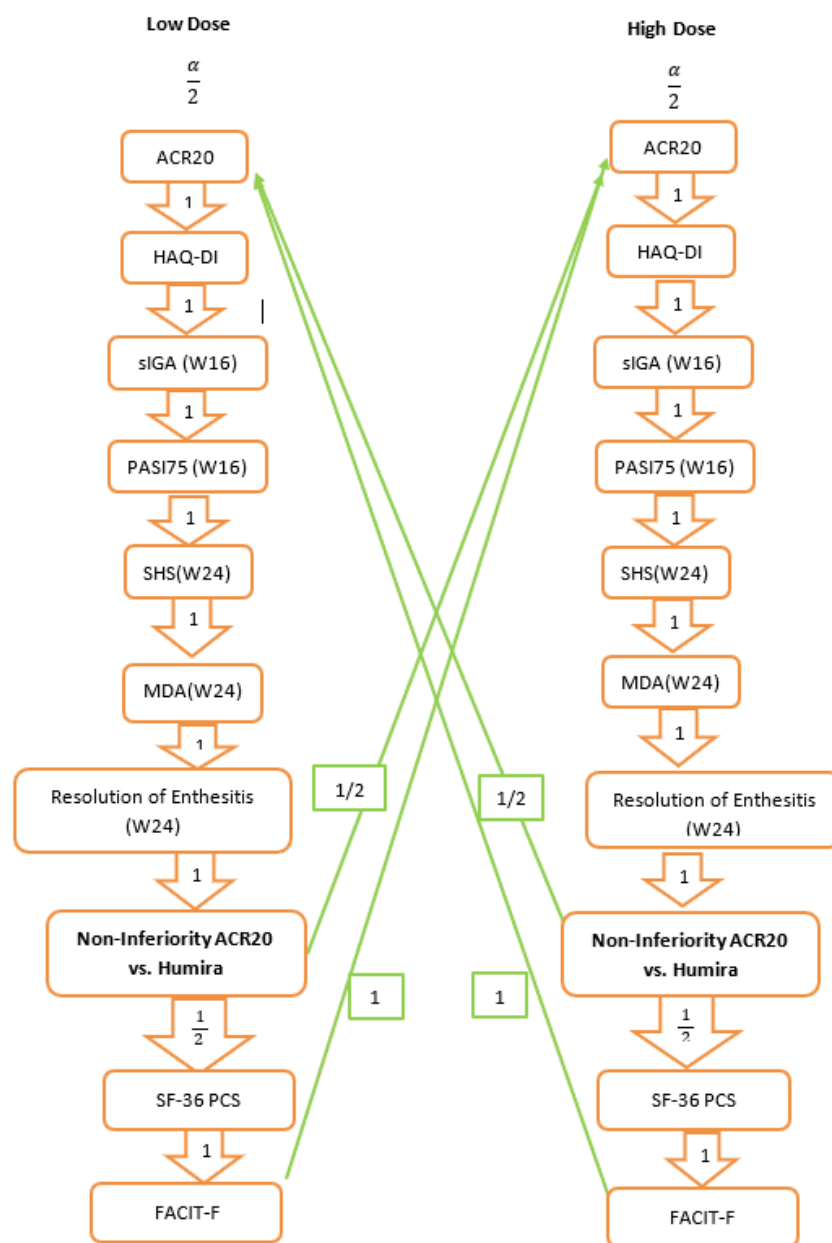 Low Dose
α
2
ACR20
1
HAQ-DI
1
sIGA (W16)
1
PASI75 (W16)
1
SHS(W24)
1
MDA(W24)
1
Resolution of Enthesitis
(W24)
1
Non-Inferiority ACR20
vs. Humira
1
2
SF-36 PCS
1
FACIT-F
1/2
1
High Dose
α
2
ACR20
1
HAQ-DI
1
sIGA (W16)
1
PASI75 (W16)
1
SHS(W24)
1
MDA(W24)
1
Resolution of Enthesitis
(W24)
1
Non-Inferiority ACR20
vs. Humira
1
2
SF-36 PCS
1
FACIT-F
1/2
1